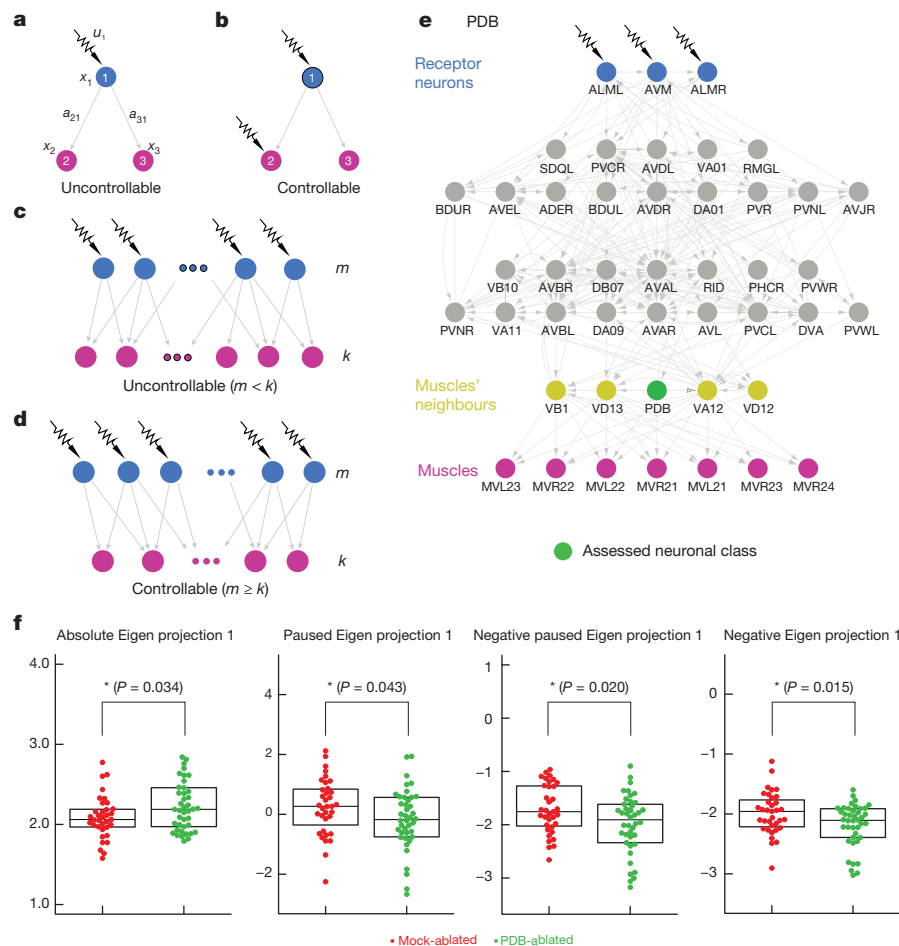 a
u1
x1 1
a21 a31
x2 2 3 x3
Uncontrollable
b
1
2 3
Controllable
c
m
k
Uncontrollable (m < k)
d
m
k
Controllable (m ≥ k)
e PDB
Receptor
neurons
ALML AVM ALMR
SDQL PVCR AVDL VA01 RMGL
BDUR AVEL ADER BDUL AVDR DA01 PVR PVNL AVJR
VB10 AVBR DB07 AVAL RID PHCR PVWR
PVNR VA11 AVBL DA09 AVAR AVL PVCL DVA PVWL
Muscles'
neighbours
VB1 VD13 PDB VA12 VD12
Muscles
MVL23 MVR22 MVL22 MVR21 MVL21 MVR23 MVR24
Assessed neuronal class
f
Absolute Eigen projection 1
4.0
3.0
2.0
1.0
* (P = 0.034)
Paused Eigen projection 1
4
2
0
−2
* (P = 0.043)
Negative paused Eigen projection 1
1
0
−1
−2
−3
* (P = 0.020)
Negative Eigen projection 1
0
−1
−2
−3
* (P = 0.015)
Mock-ablated PDB-ablated